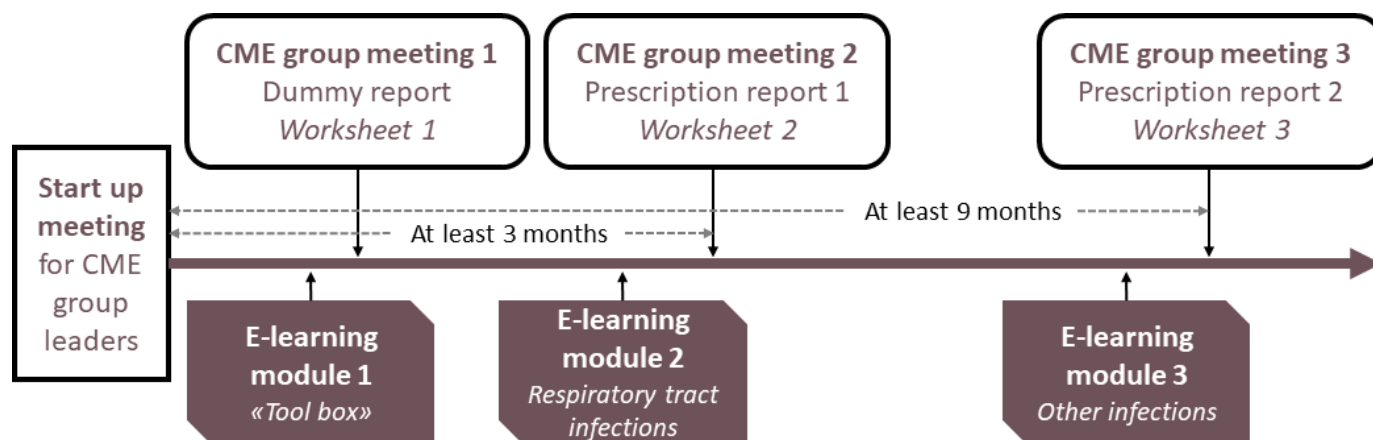 CME group meeting 1
Dummy report
Worksheet 1
CME group meeting 2
Prescription report 1
Worksheet 2
CME group meeting 3
Prescription report 2
Worksheet 3
Start up
meeting
for CME
group
leaders
At least 9 months
At least 3 months
E-learning
module 1
«Tool box»
E-learning
module 2
Respiratory tract
infections
E-learning
module 3
Other infections